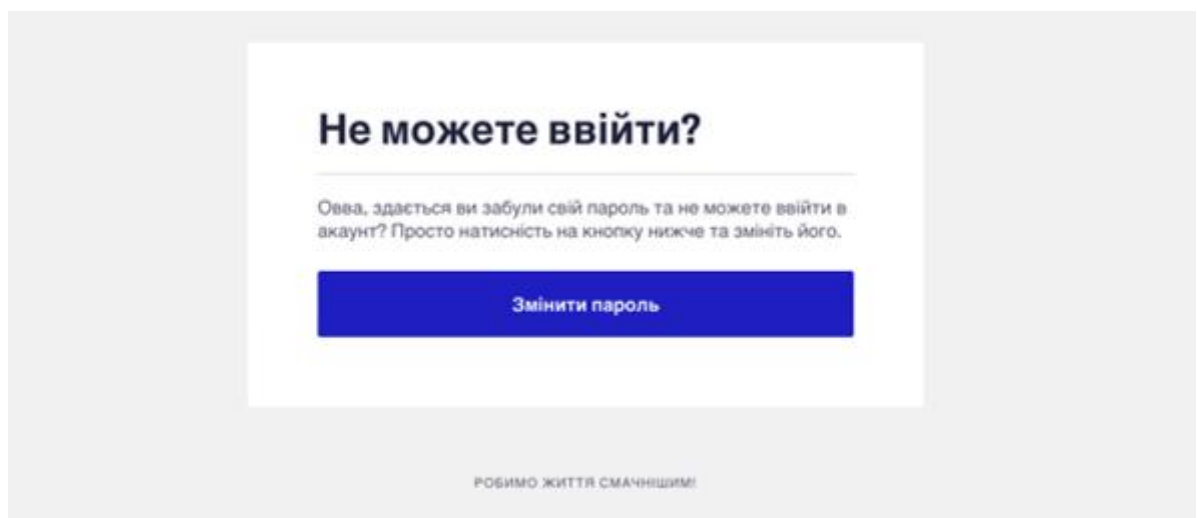 Не можете ввійти?
Овва, здається ви забули свій пароль та не можете ввійти в
акаунт? Просто натисність на кнопку нижче та змініть його.
Змінити пароль
РОБИМО ЖИТТЯ СМАЧНІШИМ!